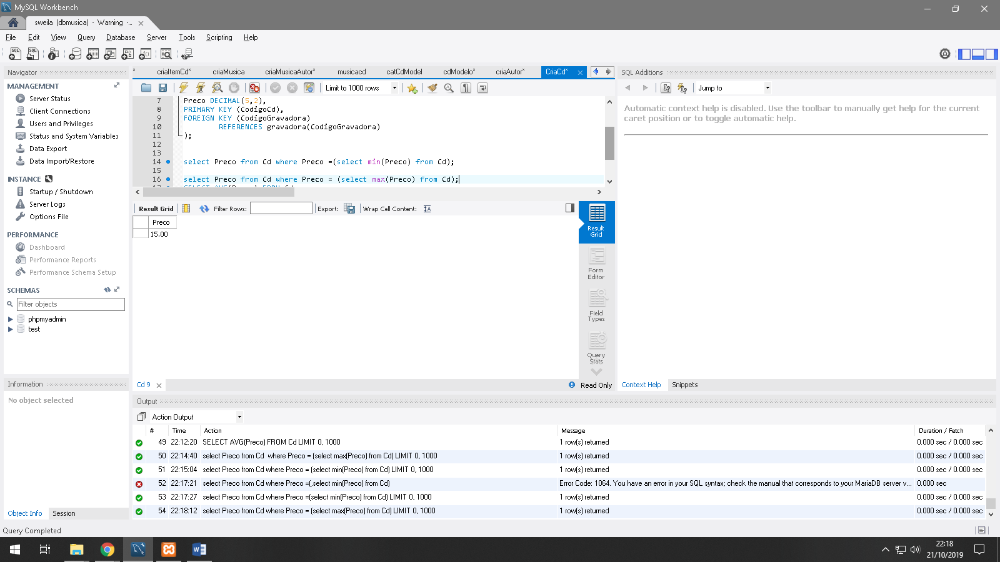 MySQL Workbench
sweila (dbmusica) - Warning -...
File Edit View Query Database Server Tools Scripting Help
Navigator
MANAGEMENT
Server Status
Client Connections
Users and Privileges
Status and System Variables
Data Export
Data Import/Restore
INSTANCE
Startup / Shutdown
Server Logs
Options File
PERFORMANCE
Dashboard
Performance Reports
Performance Schema Setup
SCHEMAS
Filter objects
phpmyadmin
test
Information
No object selected
Object Info Session
* criaItemCd* criaMusica criaMusicaAutor* musicacd catCdModel cdModelo* criaAutor* CriaCd*
Limit to 1000 rows
7 Preco DECIMAL(5,2),
8 PRIMARY KEY (CodigoCd),
9 FOREIGN KEY (CodigoGravadora)
10 REFERENCES gravadora(CodigoGravadora)
11 );
12
13
14 select Preco from Cd where Preco =(select min(Preco) from Cd);
15
16 select Preco from Cd where Preco = (select max(Preco) from Cd);
17 SELECT AVG(Preco) FROM Cd
Result Grid Filter Rows: Export: Wrap Cell Content:
Preco
15.00
Result
Grid
Form
Editor
Field
Types
Query
Stats
Cd 9 Read Only
SQL Additions
Jump to
Automatic context help is disabled. Use the toolbar to manually get help for the current
caret position or to toggle automatic help.
Context Help Snippets
Output
Action Output
# Time Action Message Duration / Fetch
49 22:12:20 SELECT AVG(Preco) FROM Cd LIMIT 0, 1000 1 row(s) returned 0.000 sec / 0.000 sec
50 22:14:40 select Preco from Cd  where Preco = (select max(Preco) from Cd) LIMIT 0, 1000 1 row(s) returned 0.000 sec / 0.000 sec
51 22:15:04 select Preco from Cd where Preco = (select min(Preco) from Cd) LIMIT 0, 1000 1 row(s) returned 0.000 sec / 0.000 sec
52 22:17:21 select Preco from Cd where Preco =(,select min(Preco) from Cd) Error Code: 1064. You have an error in your SQL syntax; check the manual that corresponds to your MariaDB server v... 0.000 sec
53 22:17:27 select Preco from Cd where Preco =(select min(Preco) from Cd) LIMIT 0, 1000 1 row(s) returned 0.000 sec / 0.000 sec
54 22:18:12 select Preco from Cd where Preco = (select max(Preco) from Cd) LIMIT 0, 1000 1 row(s) returned 0.000 sec / 0.000 sec
Query Completed
22:18
21/10/2019